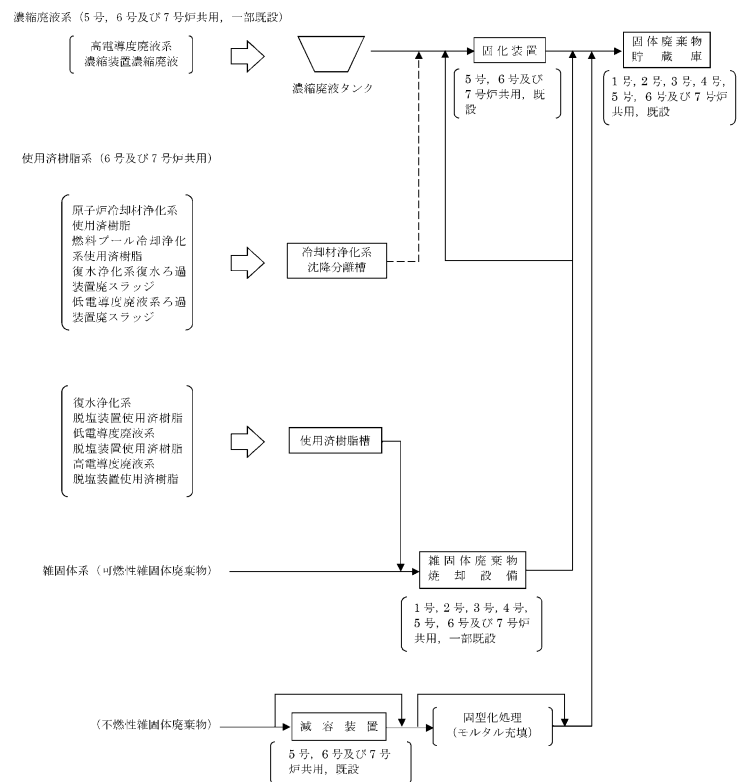 濃縮廃液系(5号,6号及び7号炉共用,一部既設)
高電導度廃液系
濃縮装置濃縮廃液
濃縮廃液タンク
固化装置
5号,6号及び
7号炉共用,既
設
固体廃棄物
貯蔵庫
1号,2号,3号,4号,
5号,6号及び7号炉
共用,既設
使用済樹脂系(6号及び7号炉共用)
原子炉冷却材浄化系
使用済樹脂
燃料プール冷却浄化
系使用済樹脂
復水浄化系復水ろ過
装置廃スラッジ
低電導度廃液系ろ過
装置廃スラッジ
冷却材浄化系
沈降分離槽
復水浄化系
脱塩装置使用済樹脂
低電導度廃液系
脱塩装置使用済樹脂
高電導度廃液系
脱塩装置使用済樹脂
使用済樹脂槽
雑固体系(可燃性雑固体廃棄物)
雑固体廃棄物
焼却設備
1号,2号,3号,4号,
5号,6号及び7号炉
共用,一部既設
(不燃性雑固体廃棄物)
減容装置
5号,6号及び7号
炉共用,既設
固型化処理
(モルタル充填)